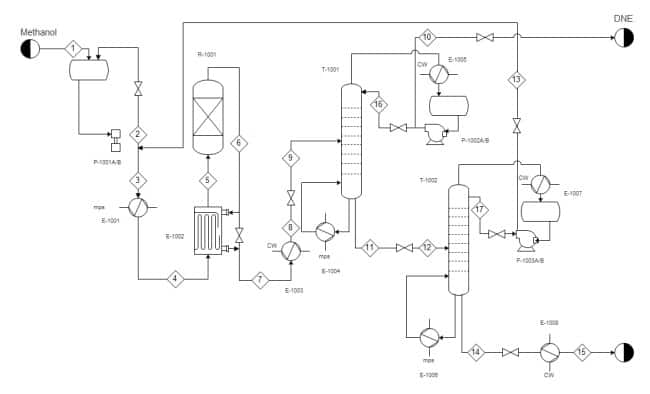 DNE
Methanol
1
10
R-1001
T-1001
CW
E-1005
13
16
2
P-1001A/B
6
P-1002A/B
9
3
5
T-1002
CW
E-1007
mps
E-1001
17
E-1002
8
CW
mps
11
12
P-1003A/B
4
7
E-1003
E-1004
mps
E-1006
14
E-1008
15
CW